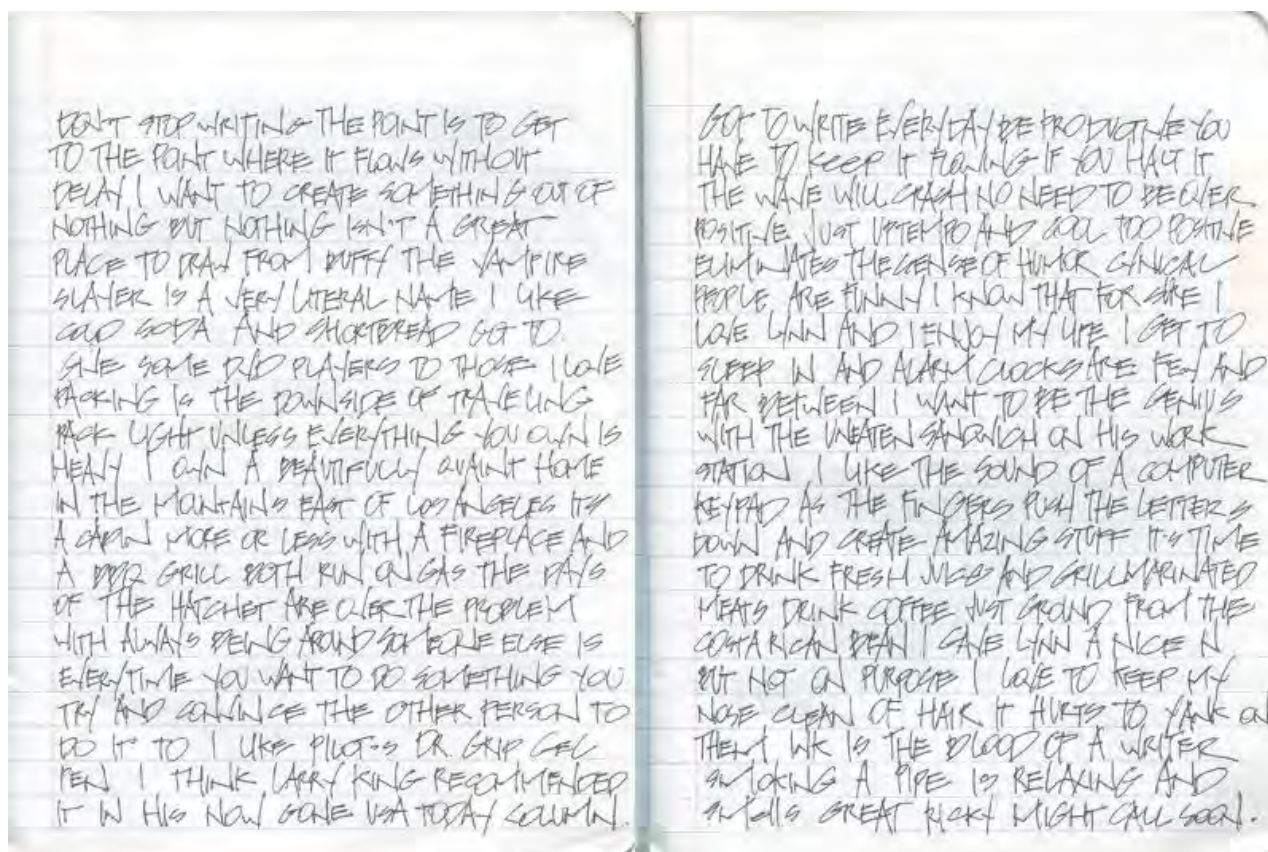 DON'T STOP WRITING THE POINT IS TO GET
TO THE POINT WHERE IT FLOWS WITHOUT
DELAY I WANT TO CREATE SOMETHING OUT OF
NOTHING BUT NOTHING ISN'T A GREAT
PLACE TO DRAW FROM BUFFY THE VAMPIRE
SLAYER IS A VERY LITERAL NAME I LIKE
COLD SODA AND SHORTBREAD GOT TO
GIVE SOME DVD PLAYERS TO THOSE I LOVE
PACKING IS THE DOWNSIDE OF TRAVELING
PACK LIGHT UNLESS EVERYTHING YOU OWN IS
HEAVY I OWN A BEAUTIFULLY QUAINT HOME
IN THE MOUNTAINS EAST OF LOS ANGELES IT'S
A CABIN MORE OR LESS WITH A FIREPLACE AND
A BBQ GRILL BOTH RUN ON GAS THE DAYS
OF THE HATCHET ARE OVER THE PROBLEM
WITH ALWAYS BEING AROUND SOMEONE ELSE IS
EVERYTIME YOU WANT TO DO SOMETHING YOU
TRY AND CONVINCE THE OTHER PERSON TO
DO IT TO I LIKE PILOT'S DR. GRIP GEL
PEN I THINK LARRY KING RECOMMENDED
IT IN HIS NOW GONE USA TODAY COLUMN.
GOT TO WRITE EVERYDAY BE PRODUCTIVE YOU
HAVE TO KEEP IT FLOWING IF YOU HALT IT
THE WAVE WILL CRASH NO NEED TO BE OVER
POSITIVE JUST UPTEMPO AND COOL TOO POSITIVE
ELIMINATES THE SENSE OF HUMOR CYNICAL
PEOPLE ARE FUNNY I KNOW THAT FOR SURE I
LOVE LYNN AND I ENJOY MY LIFE I GET TO
SLEEP IN AND ALARM CLOCKS ARE FEW AND
FAR BETWEEN I WANT TO BE THE GENIUS
WITH THE UNEATEN SANDWICH ON HIS WORK
STATION I LIKE THE SOUND OF A COMPUTER
KEYPAD AS THE FINGERS PUSH THE LETTERS
DOWN AND CREATE AMAZING STUFF IT'S TIME
TO DRINK FRESH JUICES AND GRILL MARINATED
MEATS DRINK COFFEE JUST GROUND FROM THE
COSTA RICAN BEAN I GAVE LYNN A NICE N
BUT NOT ON PURPOSE I LOVE TO KEEP MY
NOSE CLEAN OF HAIR IT HURTS TO YANK ON
THEM INK IS THE BLOOD OF A WRITER
SMOKING A PIPE IS RELAXING AND
SMELLS GREAT RICKY MIGHT CALL SOON.